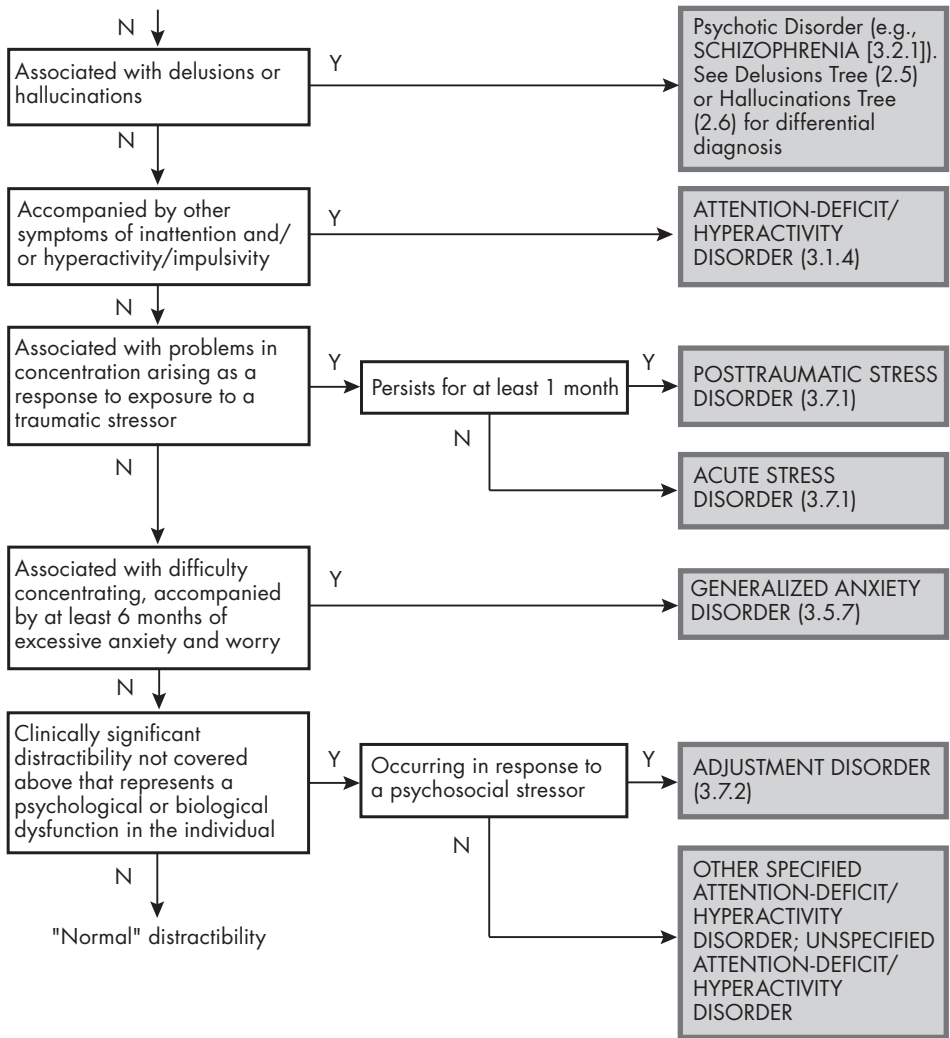 N
Associated with delusions or
hallucinations
Y
Psychotic Disorder (e.g.,
SCHIZOPHRENIA [3.2.1]).
See Delusions Tree (2.5)
or Hallucinations Tree
(2.6) for differential
diagnosis
N
Accompanied by other
symptoms of inattention and/
or hyperactivity/impulsivity
Y
ATTENTION-DEFICIT/
HYPERACTIVITY
DISORDER (3.1.4)
N
Associated with problems in
concentration arising as a
response to exposure to a
traumatic stressor
Y
Persists for at least 1 month
Y
POSTTRAUMATIC STRESS
DISORDER (3.7.1)
N
ACUTE STRESS
DISORDER (3.7.1)
N
Associated with difficulty
concentrating, accompanied
by at least 6 months of
excessive anxiety and worry
Y
GENERALIZED ANXIETY
DISORDER (3.5.7)
N
Clinically significant
distractibility not covered
above that represents a
psychological or biological
dysfunction in the individual
Y
Occurring in response to
a psychosocial stressor
Y
ADJUSTMENT DISORDER
(3.7.2)
N
OTHER SPECIFIED
ATTENTION-DEFICIT/
HYPERACTIVITY
DISORDER; UNSPECIFIED
ATTENTION-DEFICIT/
HYPERACTIVITY
DISORDER
N
"Normal" distractibility